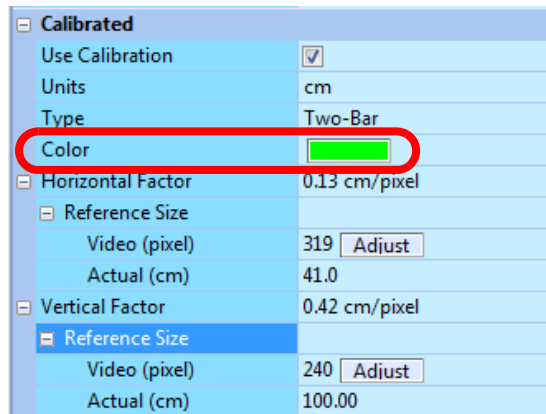 Calibrated
Use Calibration
Units cm
Type Two-Bar
Color
Horizontal Factor 0.13 cm/pixel
Reference Size
Video (pixel) 319 Adjust
Actual (cm) 41.0
Vertical Factor 0.42 cm/pixel
Reference Size
Video (pixel) 240 Adjust
Actual (cm) 100.00